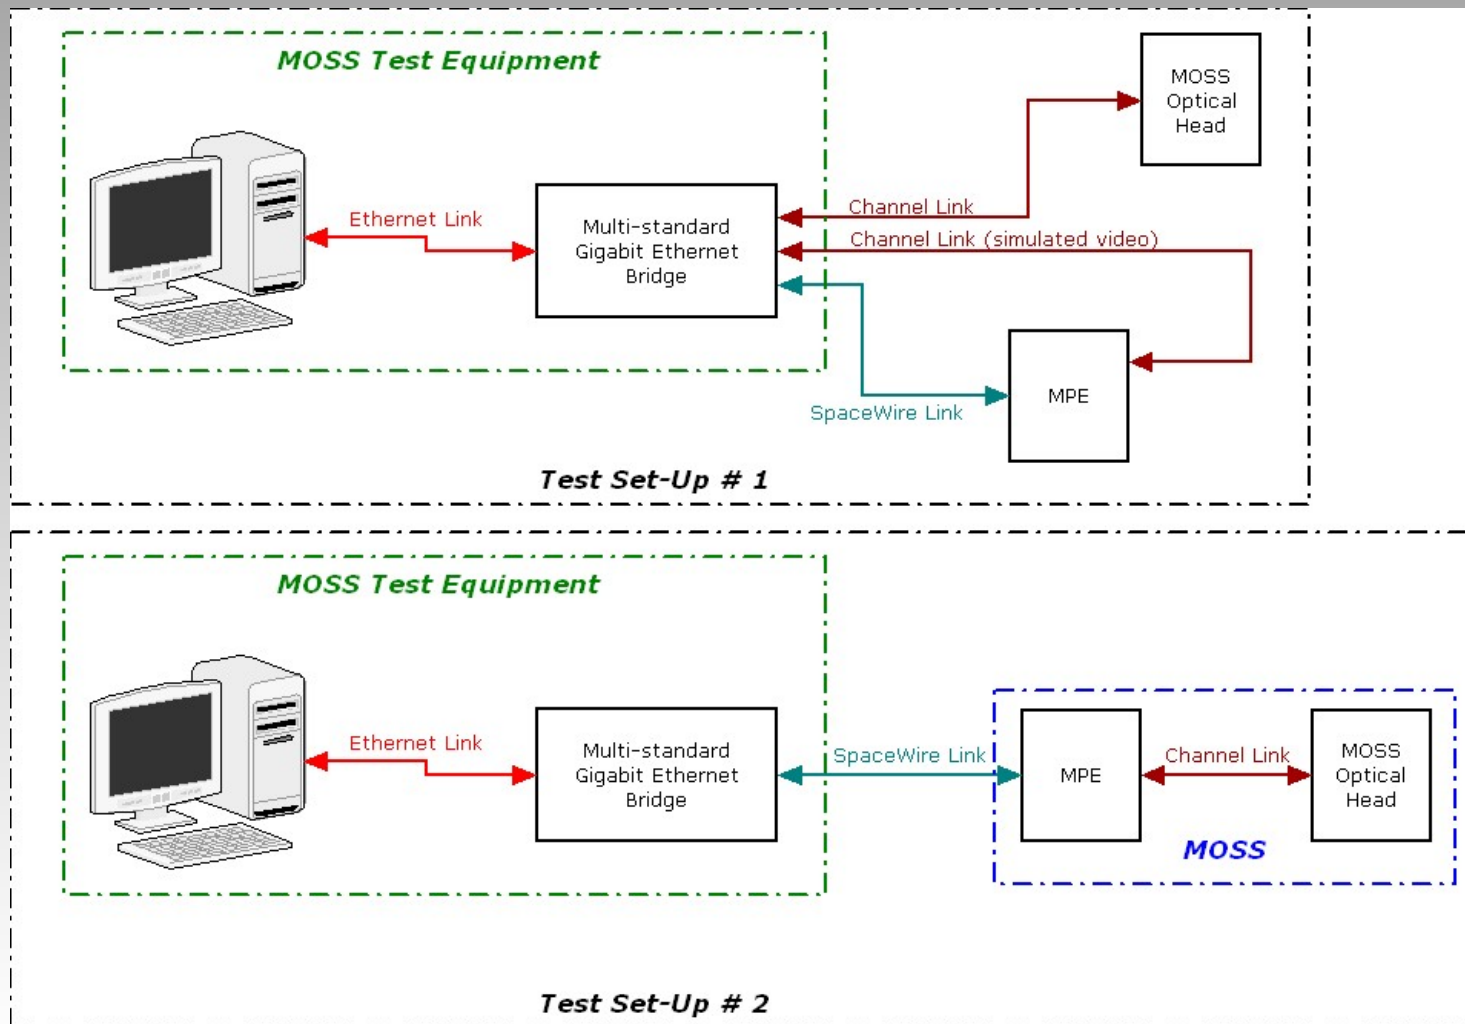 MOSS Test Equipment
MOSS
Optical
Head
Ethernet Link
Multi-standard
Gigabit Ethernet
Bridge
Channel Link
Channel Link (simulated video)
MPE
SpaceWire Link
Test Set-Up # 1
MOSS Test Equipment
Ethernet Link
Multi-standard
Gigabit Ethernet
Bridge
SpaceWire Link
MPE
Channel Link
MOSS
Optical
Head
MOSS
Test Set-Up # 2